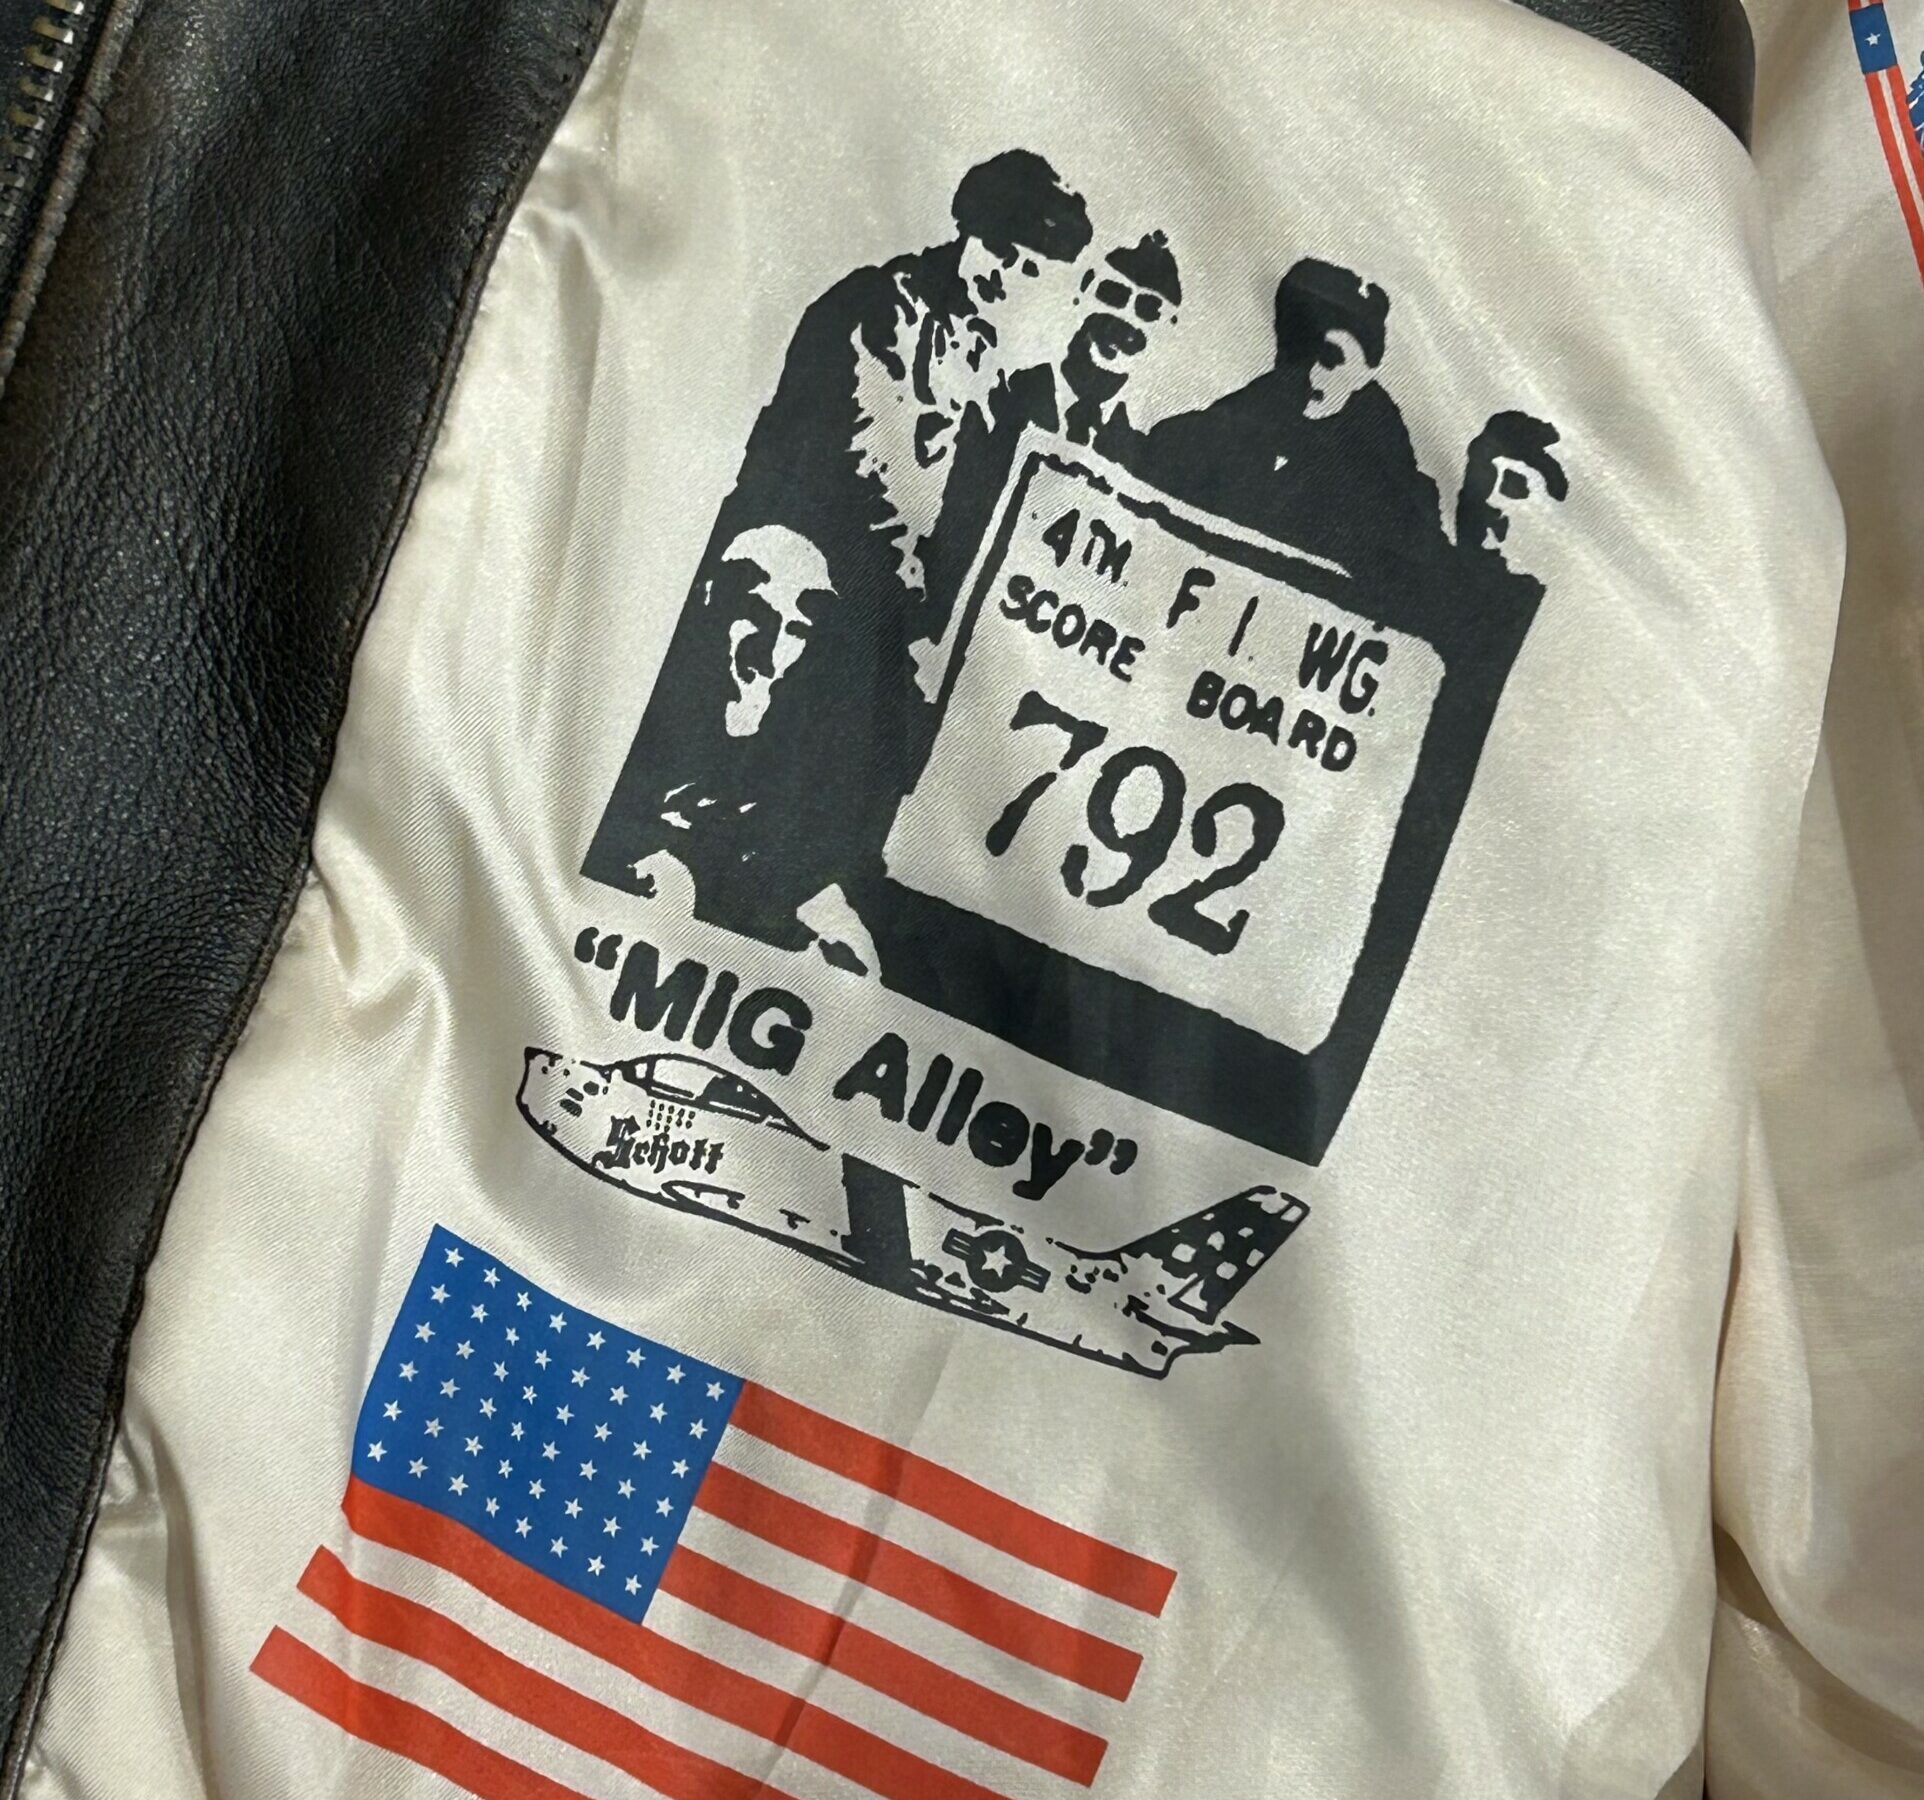 4TH. F. I. WG.
SCORE BOARD
792
“MIG Alley”
Schott